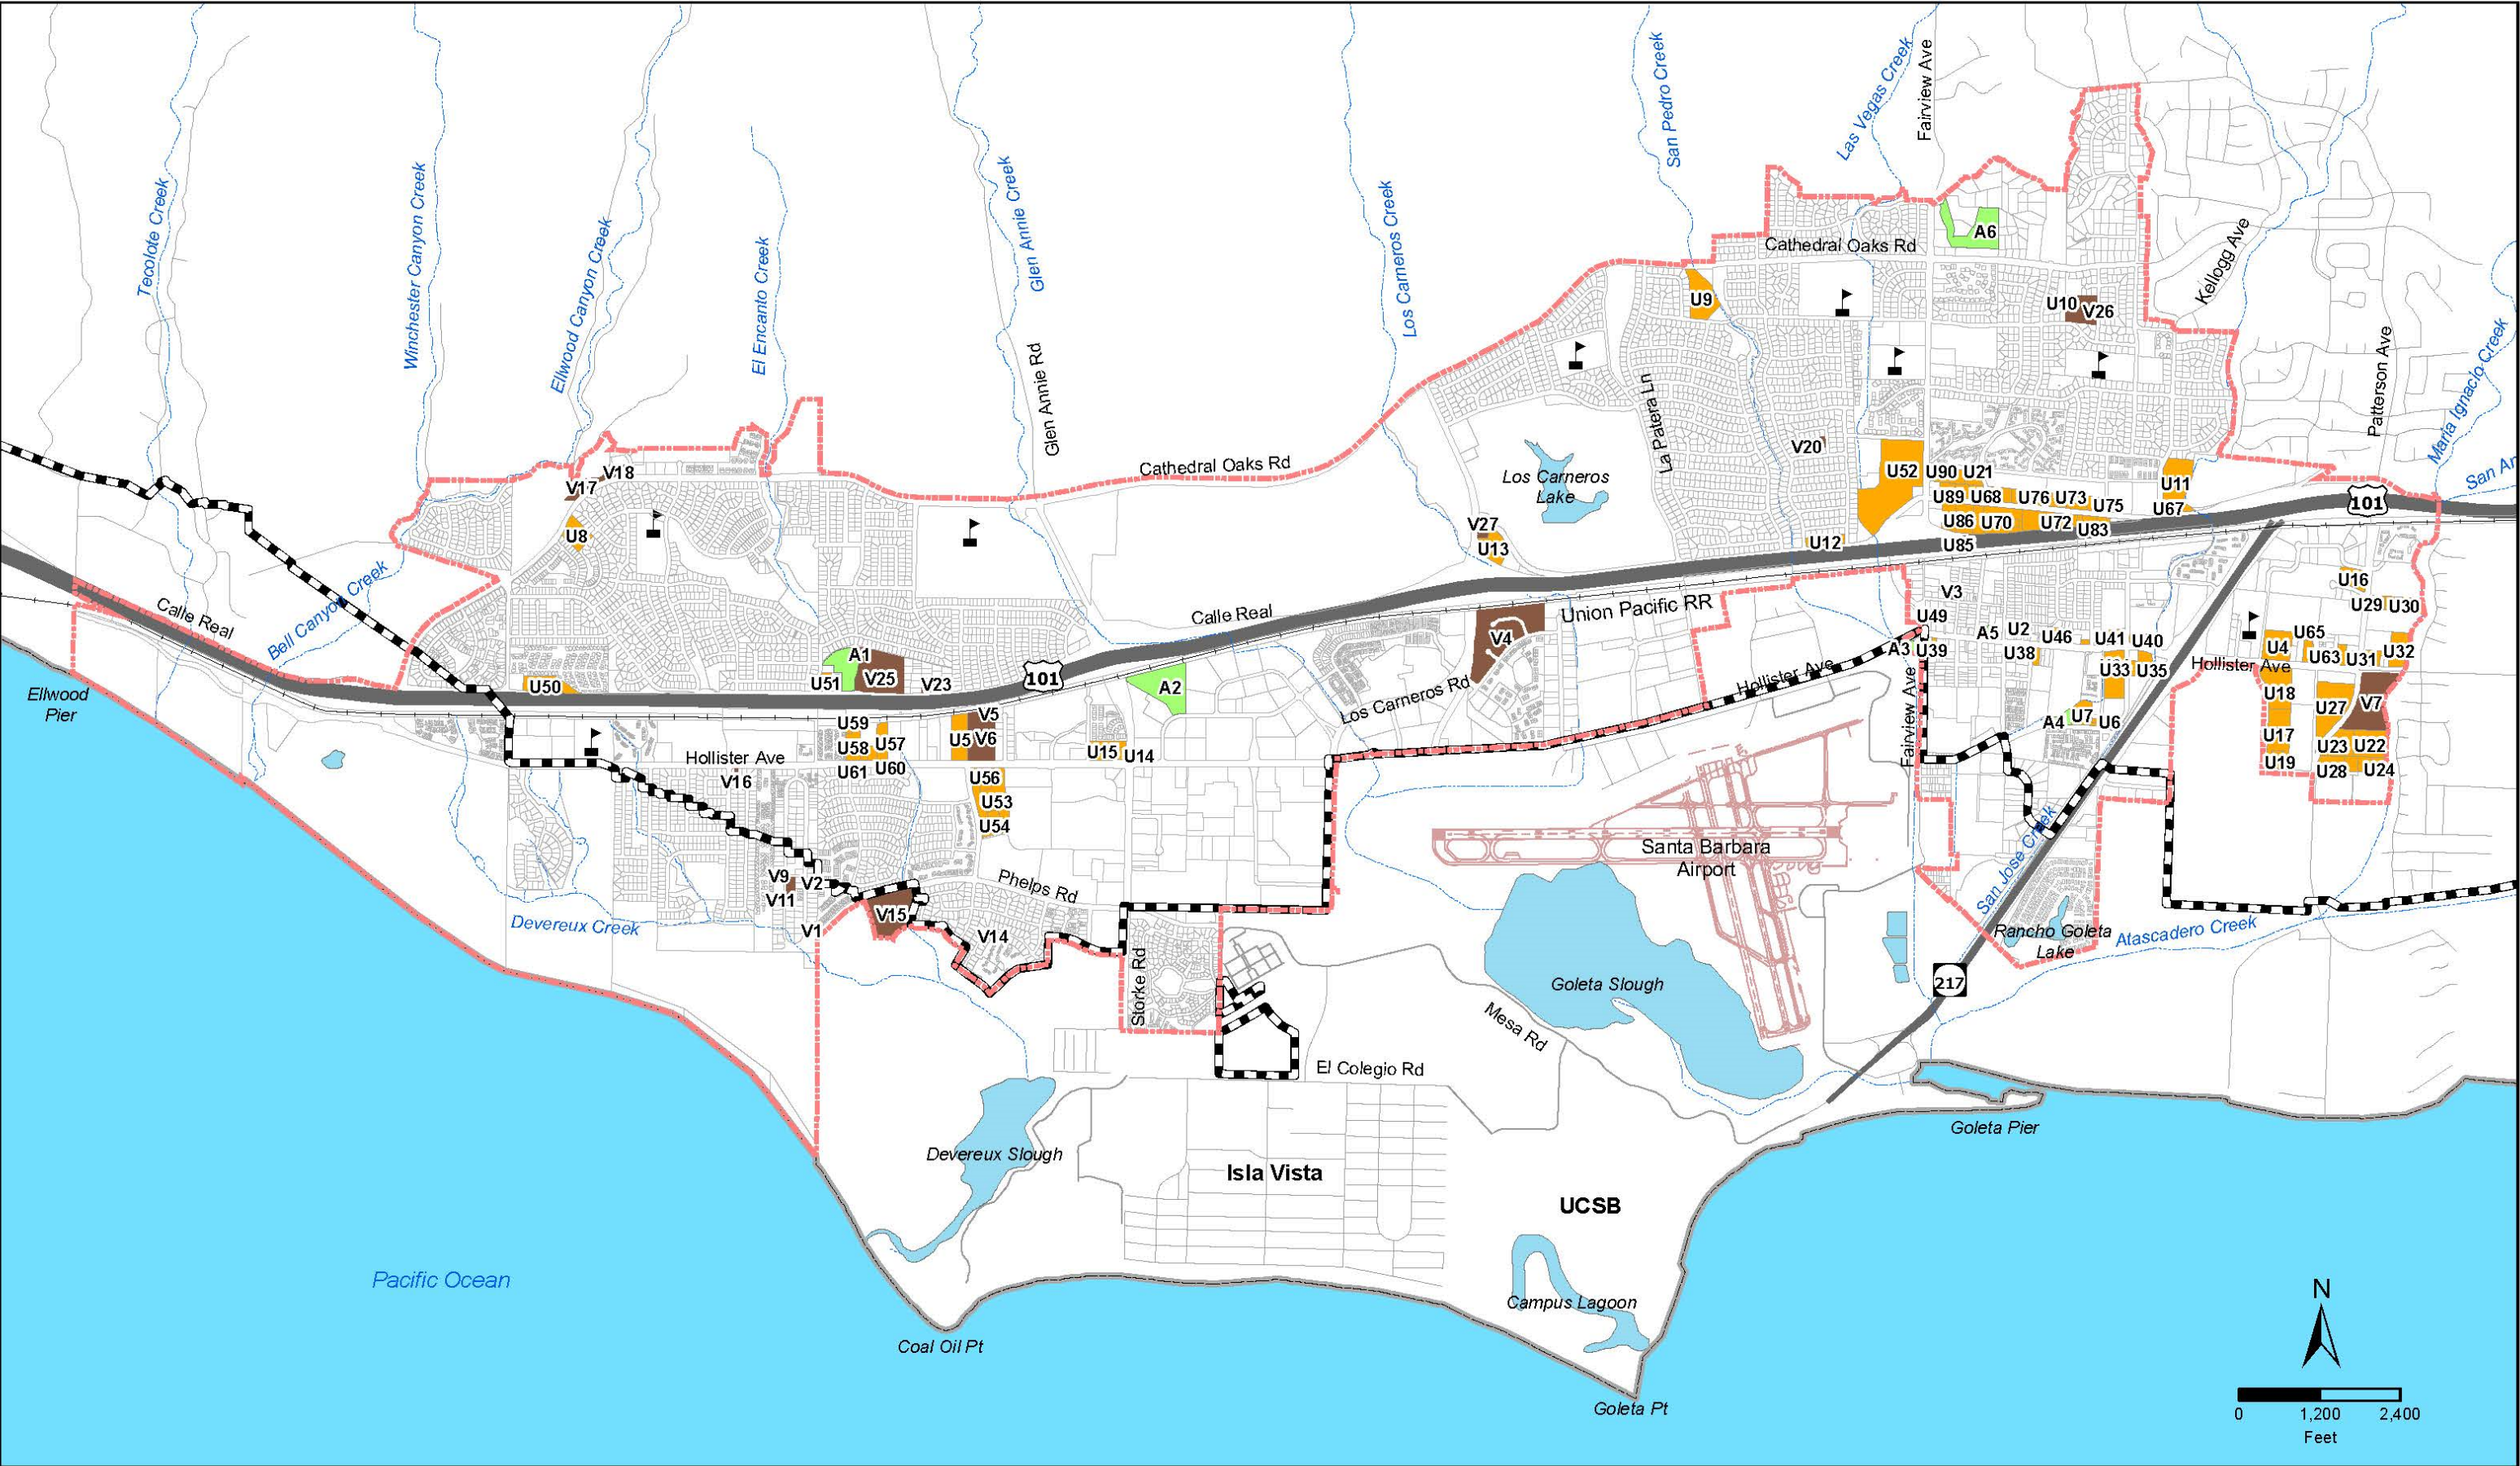 Tecolote Creek
Winchester Canyon Creek
Ellwood Canyon Creek
El Encanto Creek
Glen Annie Creek
Glen Annie Rd
Los Carneros Creek
San Pedro Creek
Las Vegas Creek
Fairview Ave
Cathedral Oaks Rd
A6
Kellogg Ave
Patterson Ave
Maria Ignacio Creek
U9
U10
V26
La Patera Ln
V20
Los Carneros
Lake
Cathedral Oaks Rd
V18
V17
U8
V27
U13
U12
U52
U90
U21
U89
U68
U76
U73
U75
U86
U70
U72
U83
U85
U11
U67
101
Calle Real
Bell Canyon Creek
Ellwood
Pier
U50
A1
U51
V25
V23
101
Calle Real
A2
Union Pacific RR
V4
Los Carneros Rd
Hollister Ave
V3
U49
A3
U39
A5
U2
U38
U46
U41
U40
U33
U35
A4
U7
U6
Fairview Ave
U16
U29
U30
U65
U4
U63
U31
U32
Hollister Ave
U18
U27
V7
U17
U23
U22
U19
U28
U24
U59
U58
U57
U61
U60
V5
U5
V6
U56
U53
U54
U15
U14
Hollister Ave
V16
V9
V2
V11
V1
V15
V14
Phelps Rd
Storke Rd
Devereux Creek
Santa Barbara
Airport
San Jose Creek
Rancho Goleta
Lake
Atascadero Creek
217
Goleta Slough
Mesa Rd
El Colegio Rd
Devereux Slough
Isla Vista
UCSB
Goleta Pier
Campus Lagoon
Pacific Ocean
Coal Oil Pt
Goleta Pt
N
0
1,200
2,400
Feet